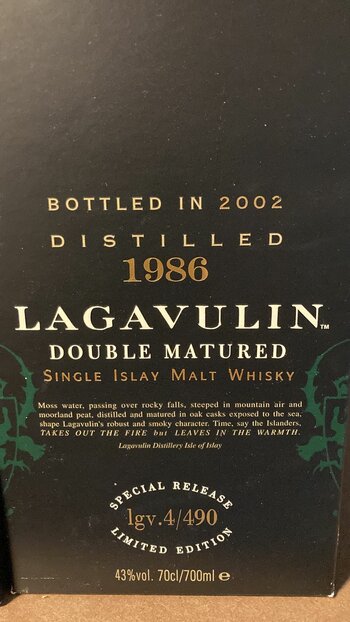 BOTTLED IN 2002
DISTILLED
1986
LAGAVULIN™
DOUBLE MATURED
SINGLE ISLAY MALT WHISKY
Moss water, passing over rocky falls, steeped in mountain air and
moorland peat, distilled and matured in oak casks exposed to the sea,
shape Lagavulin's robust and smoky character. Time, say the Islanders,
TAKES OUT THE FIRE but LEAVES IN THE WARMTH.
Lagavulin Distillery Isle of Islay
SPECIAL RELEASE
lgv.4/490
LIMITED EDITION
43%vol. 70cl/700ml ℮